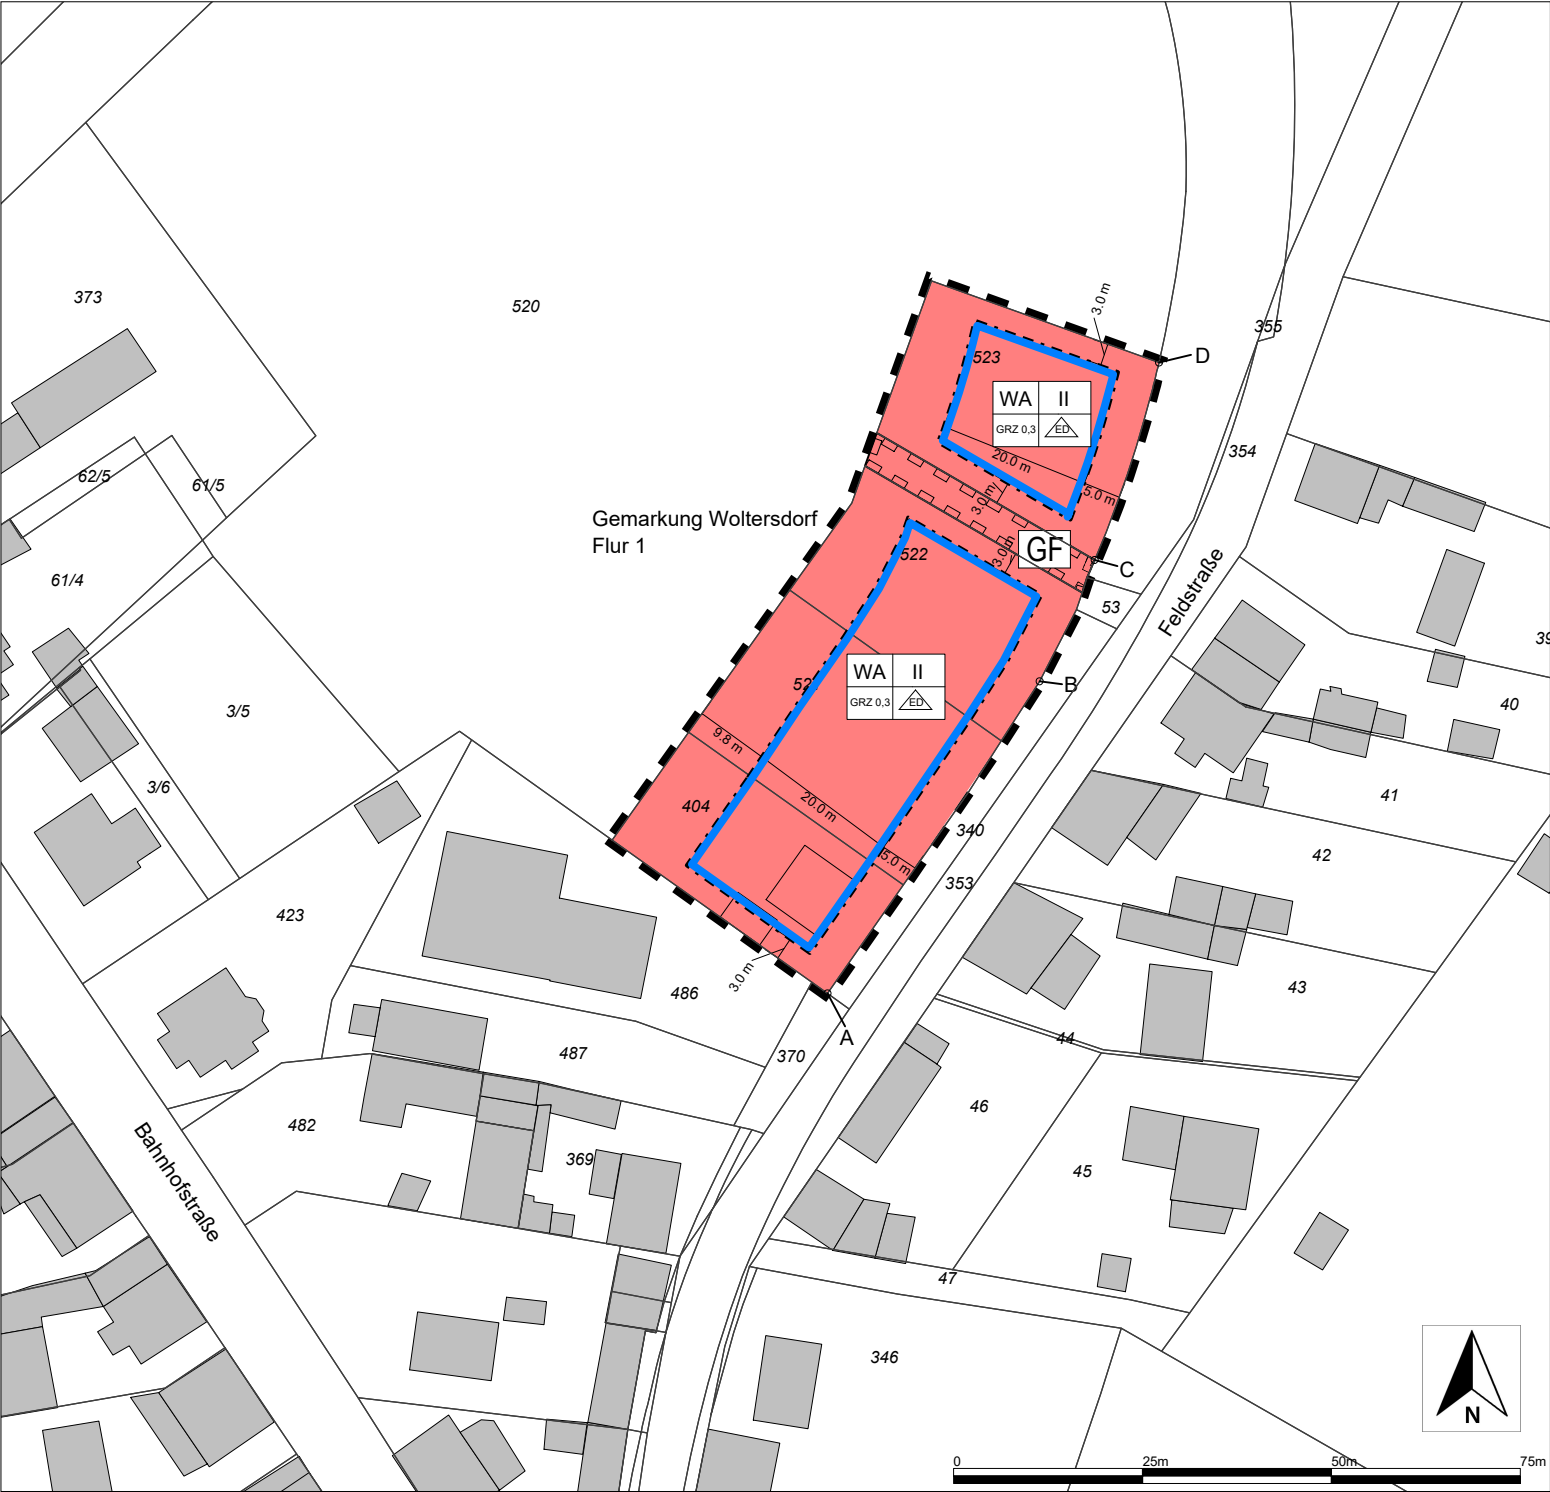 3.0 m
373
520
355
D
523
WA II
GRZ 0,3 ED
354
20.0 m
62/5
61/5
5.0 m
3.0 m
Gemarkung Woltersdorf
Flur 1
GF
3.0 m
522
C
61/4
53
Feldstraße
B
WA II
GRZ 0,3 ED
40
3/5
9.8 m
3/6
41
404
20.0 m
340
42
5.0 m
353
423
3.0 m
486
43
A
44
487
370
46
482
Bahnhofstraße
369
45
47
346
N
0 25m 50m 75m